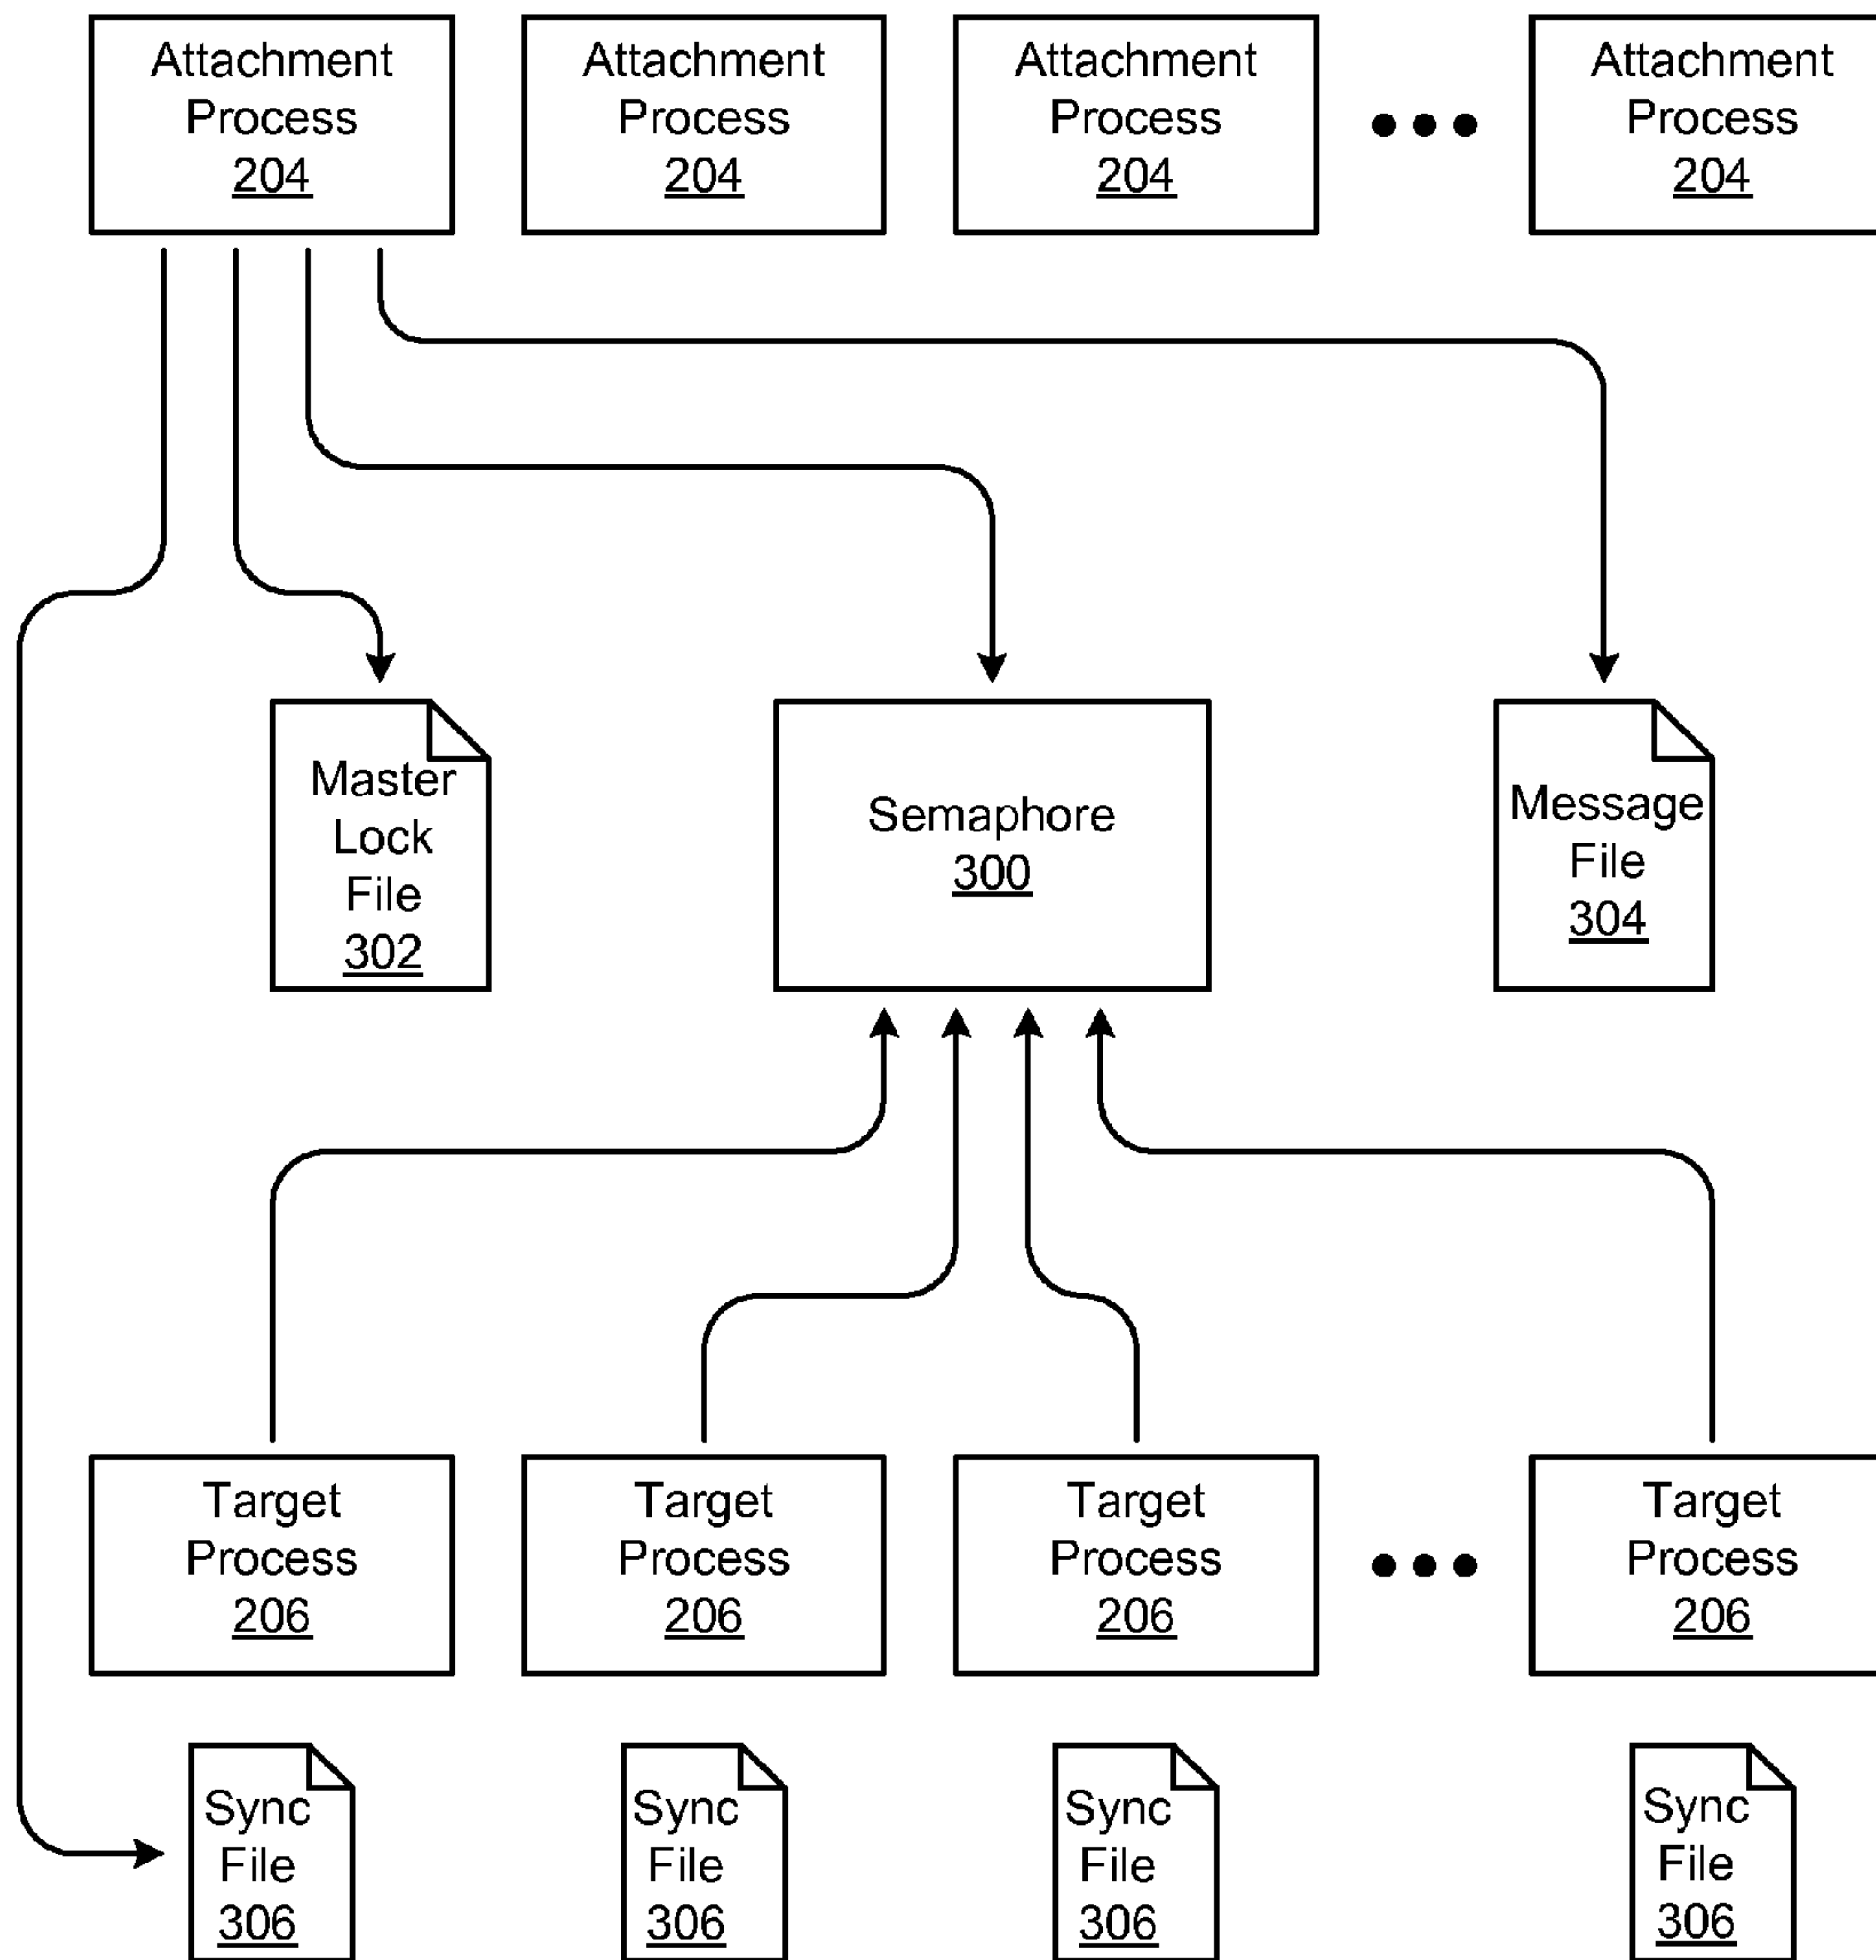 Attachment
Process
204
Attachment
Process
204
Attachment
Process
204
Attachment
Process
204
Master
Lock
File
302
Semaphore
300
Message
File
304
Target
Process
206
Target
Process
206
Target
Process
206
Target
Process
206
Sync
File
306
Sync
File
306
Sync
File
306
Sync
File
306